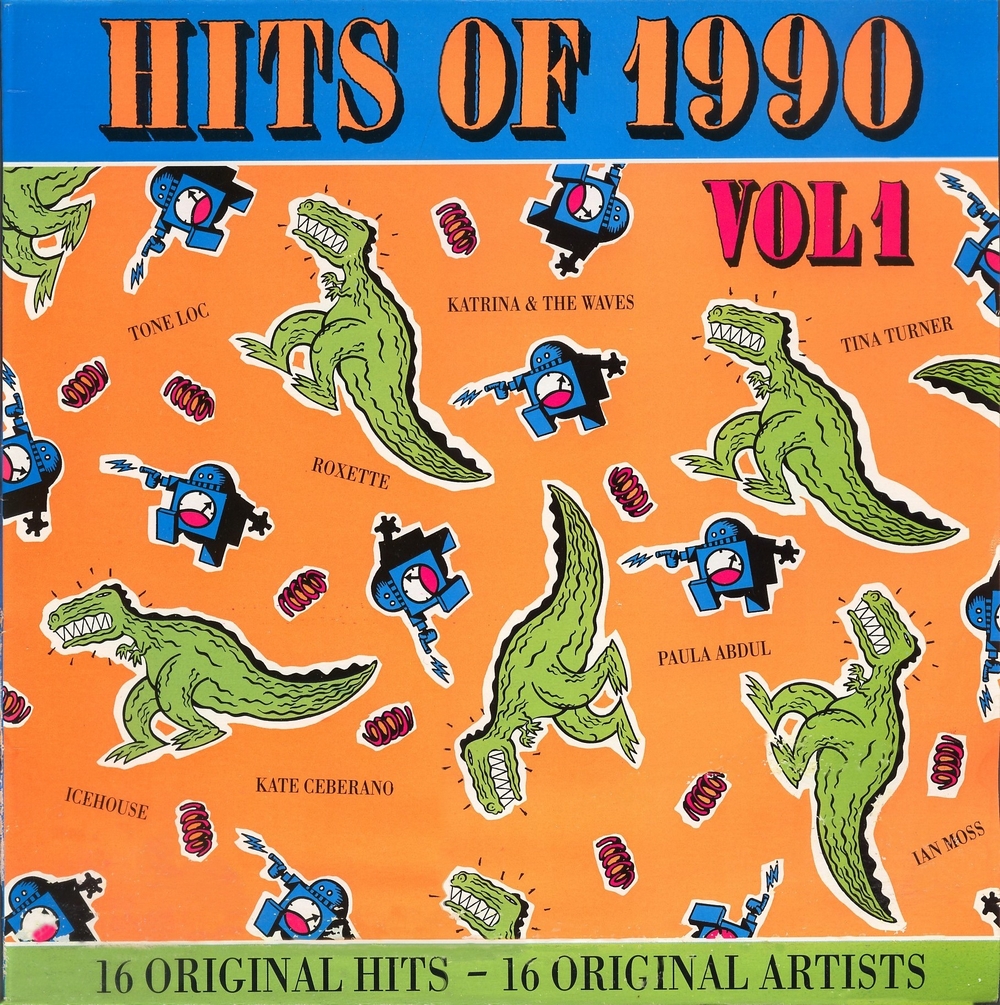 HITS OF 1990
VOL 1
TONE LOC
KATRINA & THE WAVES
TINA TURNER
ROXETTE
PAULA ABDUL
ICEHOUSE
KATE CEBERANO
IAN MOSS
16 ORIGINAL HITS – 16 ORIGINAL ARTISTS